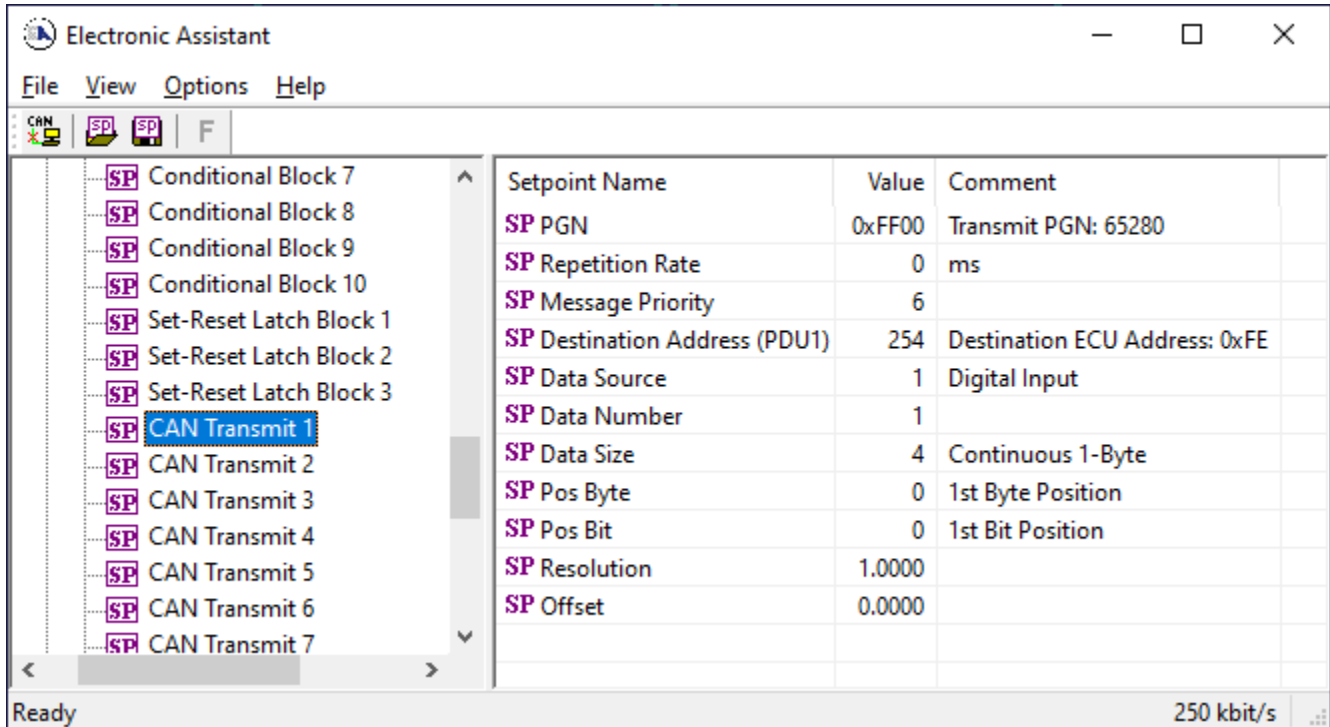 Electronic Assistant
File View Options Help
CAN SP SP F
SP Conditional Block 7
SP Conditional Block 8
SP Conditional Block 9
SP Conditional Block 10
SP Set-Reset Latch Block 1
SP Set-Reset Latch Block 2
SP Set-Reset Latch Block 3
SP CAN Transmit 1
SP CAN Transmit 2
SP CAN Transmit 3
SP CAN Transmit 4
SP CAN Transmit 5
SP CAN Transmit 6
SP CAN Transmit 7
Setpoint Name Value Comment
SP PGN 0xFF00 Transmit PGN: 65280
SP Repetition Rate 0 ms
SP Message Priority 6
SP Destination Address (PDU1) 254 Destination ECU Address: 0xFE
SP Data Source 1 Digital Input
SP Data Number 1
SP Data Size 4 Continuous 1-Byte
SP Pos Byte 0 1st Byte Position
SP Pos Bit 0 1st Bit Position
SP Resolution 1.0000
SP Offset 0.0000
Ready 250 kbit/s